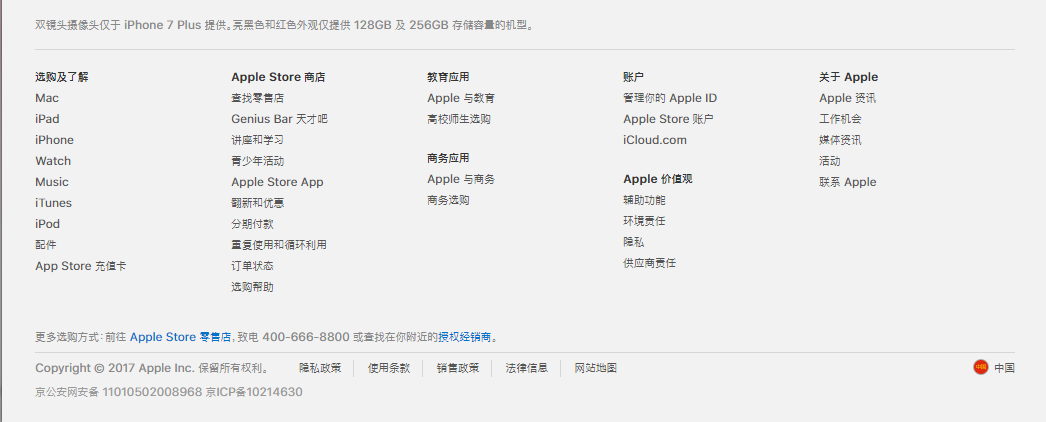 双镜头摄像头仅于 iPhone 7 Plus 提供。亮黑色和红色外观仅提供 128GB 及 256GB 存储容量的机型。
选购及了解
Mac
iPad
iPhone
Watch
Music
iTunes
iPod
配件
App Store 充值卡
Apple Store 商店
查找零售店
Genius Bar 天才吧
讲座和学习
青少年活动
Apple Store App
翻新和优惠
分期付款
重复使用和循环利用
订单状态
选购帮助
教育应用
Apple 与教育
高校师生选购
商务应用
Apple 与商务
商务选购
账户
管理你的 Apple ID
Apple Store 账户
iCloud.com
Apple 价值观
辅助功能
环境责任
隐私
供应商责任
关于 Apple
Apple 资讯
工作机会
媒体资讯
活动
联系 Apple
更多选购方式：前往 Apple Store 零售店，致电 400-666-8800 或查找在你附近的授权经销商。
Copyright © 2017 Apple Inc. 保留所有权利。 隐私政策 使用条款 销售政策 法律信息 网站地图 中国 中国
京公安网安备 11010502008968 京ICP备10214630